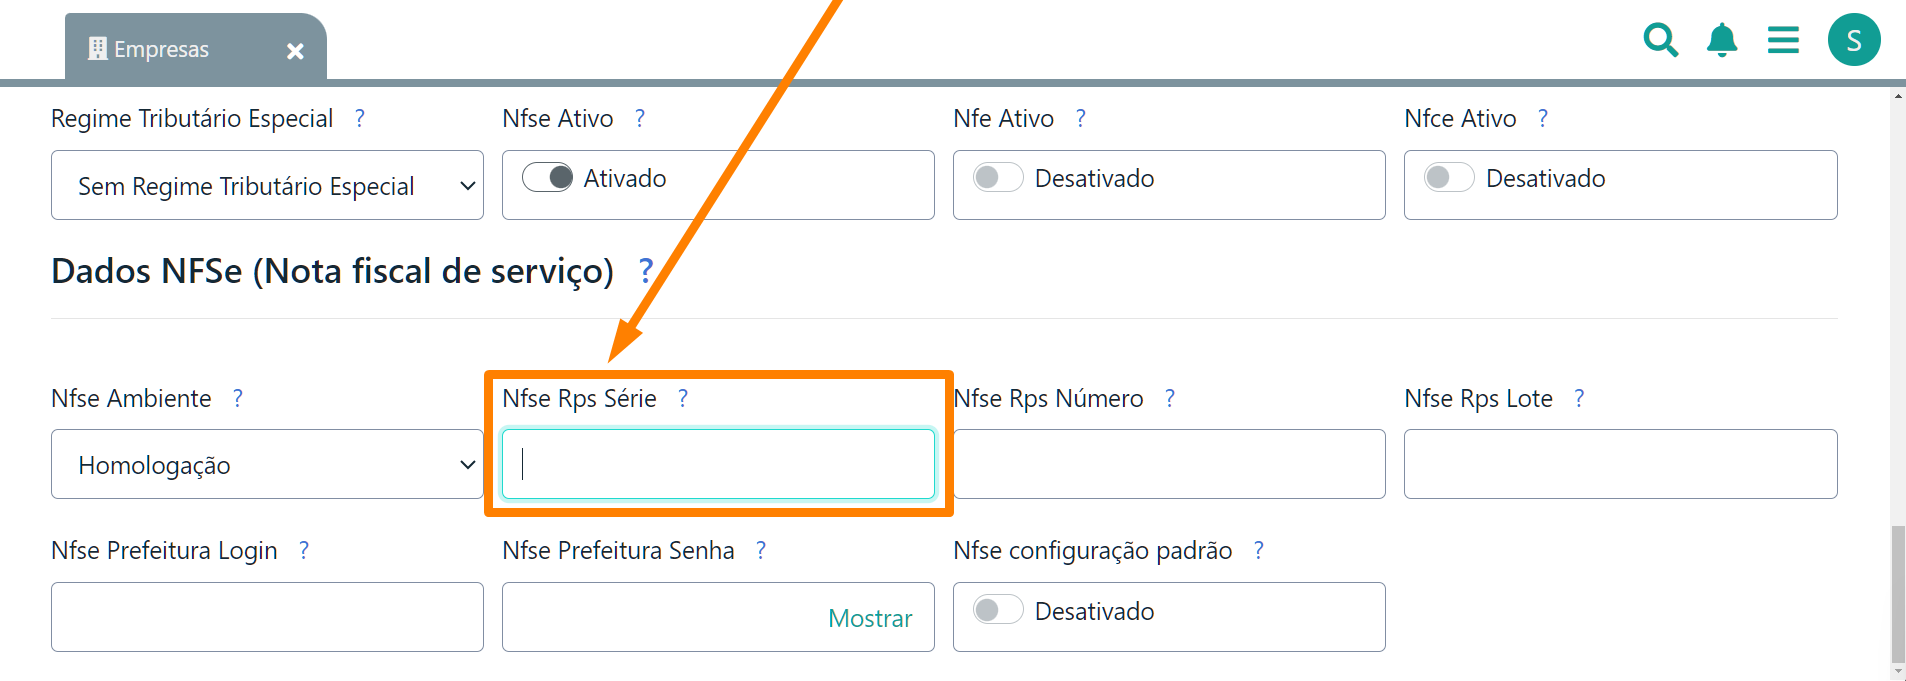 Empresas
S
Regime Tributário Especial ?
Nfse Ativo ?
Nfe Ativo ?
Nfce Ativo ?
Sem Regime Tributário Especial
Ativado
Desativado
Desativado
Dados NFSe (Nota fiscal de serviço) ?
Nfse Ambiente ?
Nfse Rps Série ?
Nfse Rps Número ?
Nfse Rps Lote ?
Homologação
Nfse Prefeitura Login ?
Nfse Prefeitura Senha ?
Nfse configuração padrão ?
Mostrar
Desativado